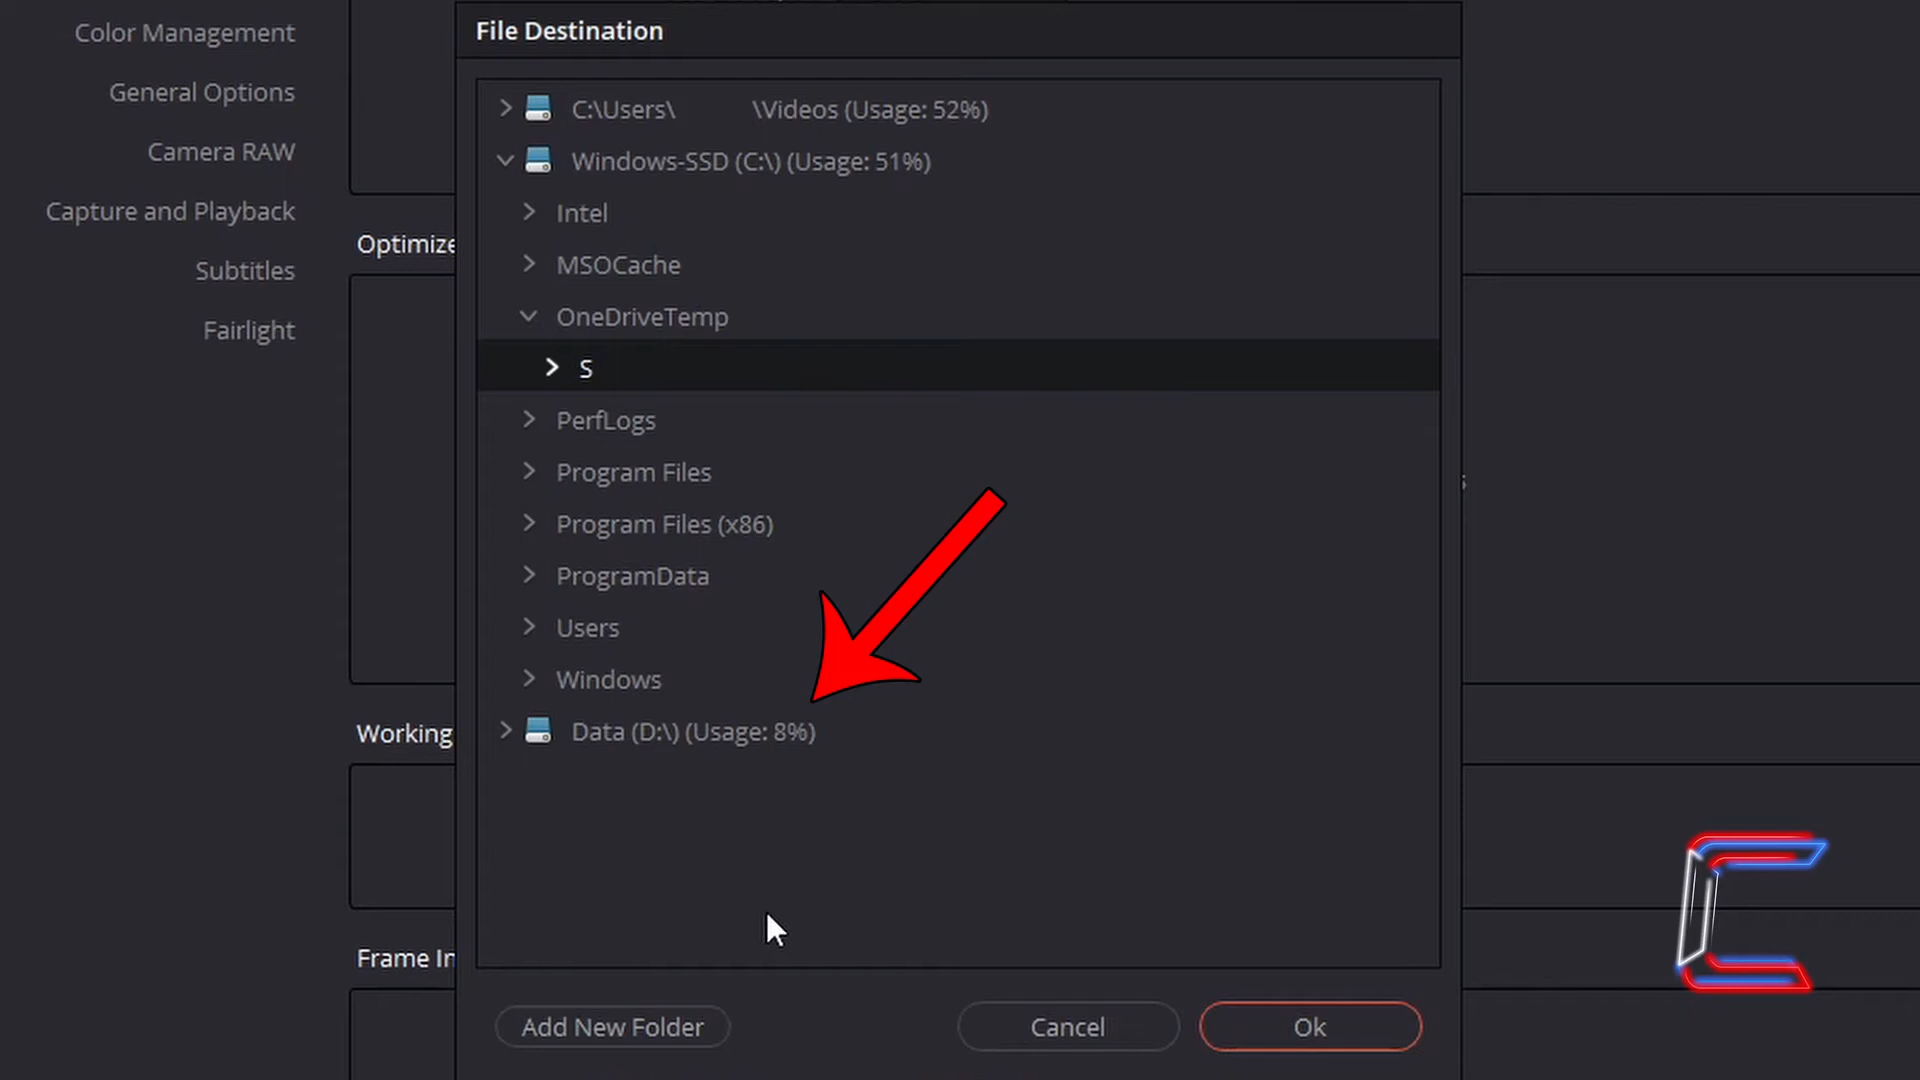 Color Management
General Options
Camera RAW
Capture and Playback
Subtitles
Fairlight
Optimize
Working
Frame In
File Destination
C:\Users\ \Videos (Usage: 52%)
Windows-SSD (C:\) (Usage: 51%)
Intel
MSOCache
OneDriveTemp
S
PerfLogs
Program Files
Program Files (x86)
ProgramData
Users
Windows
Data (D:\) (Usage: 8%)
Add New Folder
Cancel
Ok